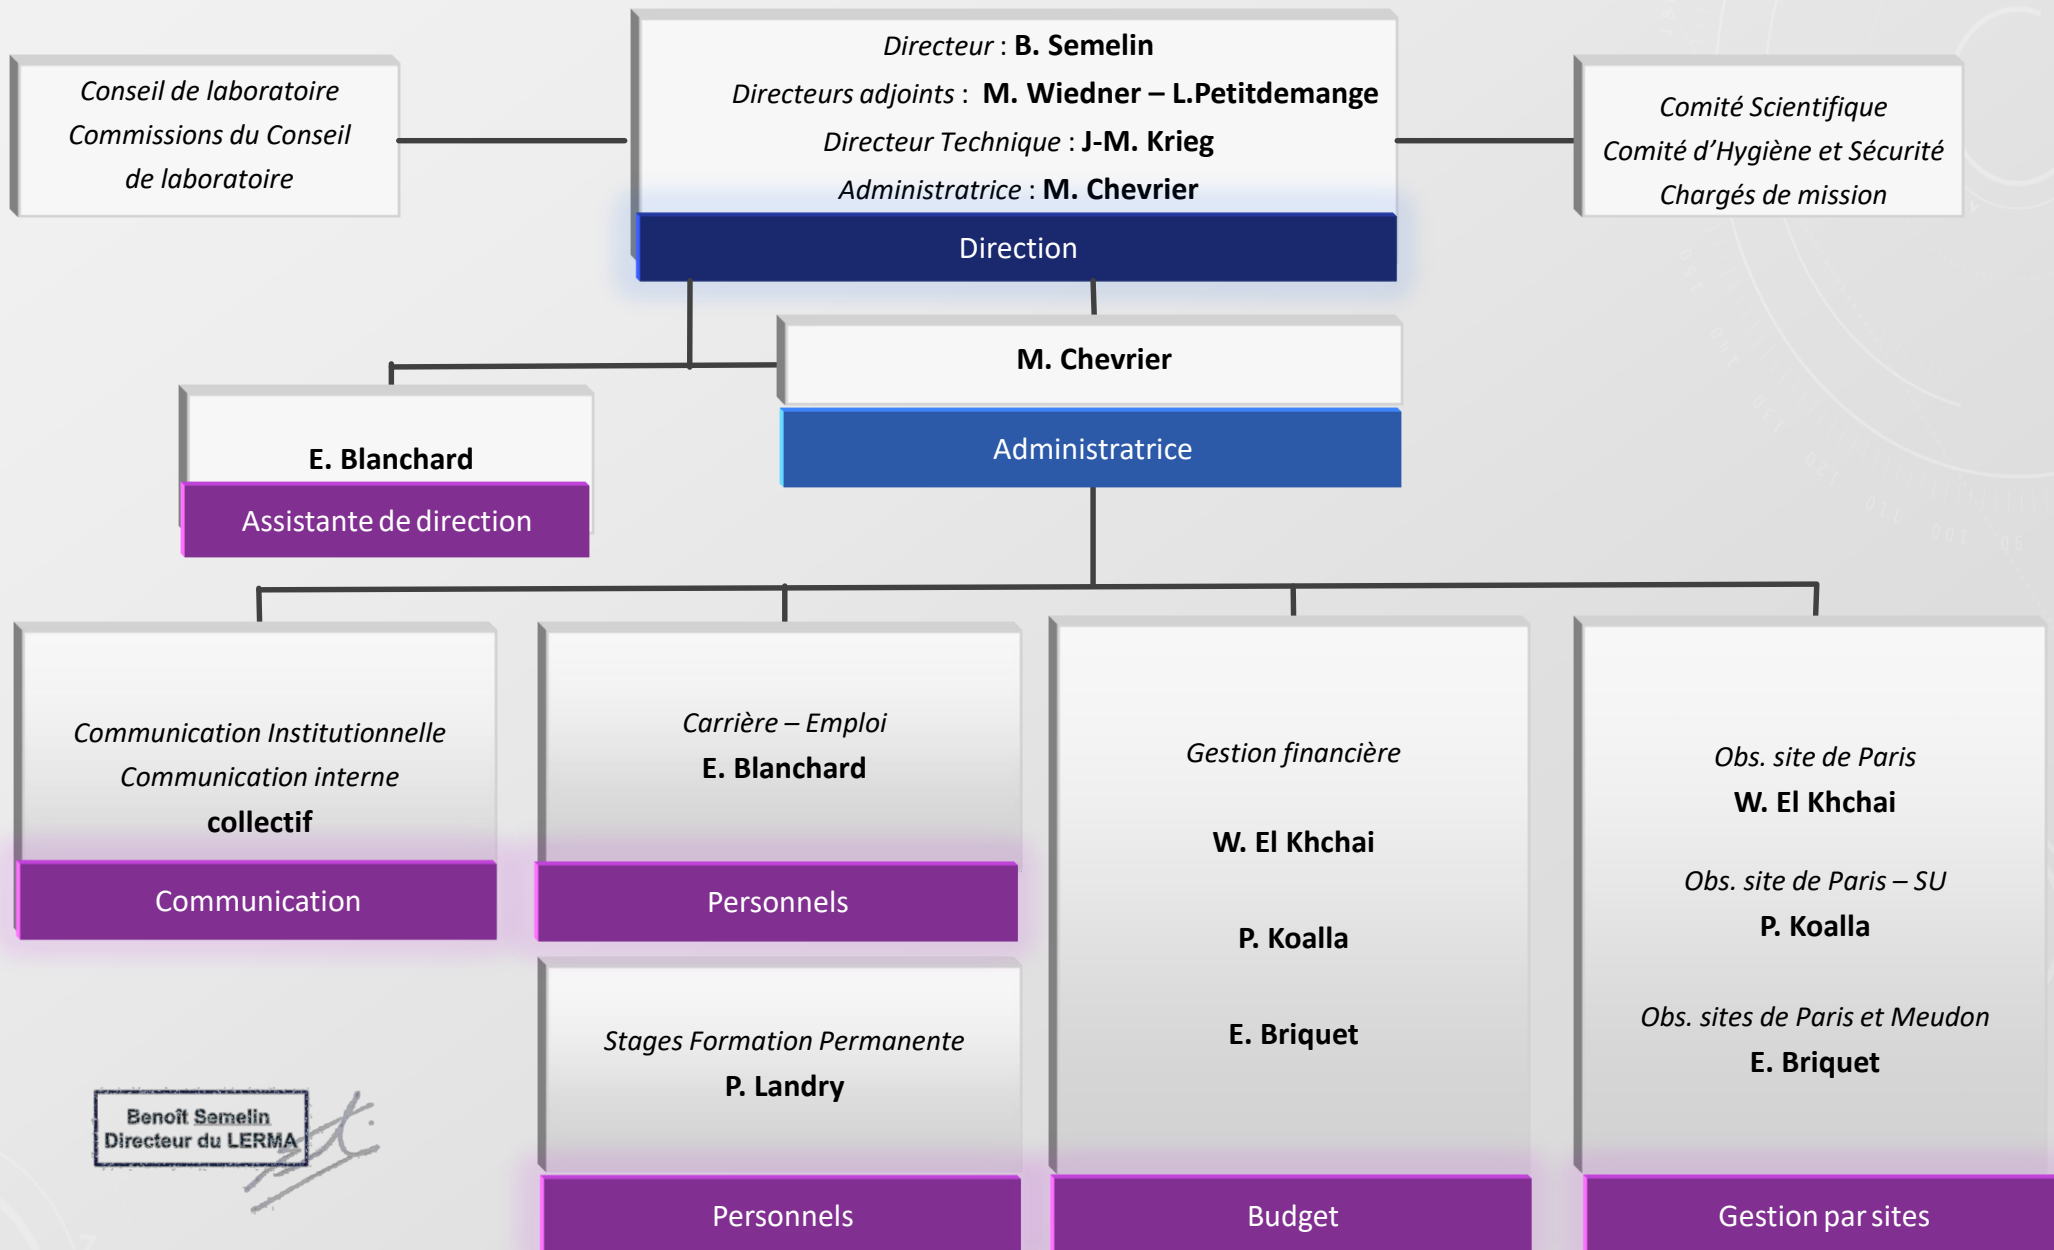 Directeur : B. Semelin
Directeurs adjoints : M. Wiedner – L.Petitdemange
Directeur Technique : J-M. Krieg
Administratrice : M. Chevrier
Direction
Conseil de laboratoire
Commissions du Conseil
de laboratoire
Comité Scientifique
Comité d'Hygiène et Sécurité
Chargés de mission
M. Chevrier
Administratrice
E. Blanchard
Assistante de direction
Communication Institutionnelle
Communication interne
collectif
Communication
Carrière – Emploi
E. Blanchard
Personnels
Stages Formation Permanente
P. Landry
Personnels
Gestion financière
W. El Khchai
P. Koalla
E. Briquet
Budget
Obs. site de Paris
W. El Khchai
Obs. site de Paris – SU
P. Koalla
Obs. sites de Paris et Meudon
E. Briquet
Gestion par sites
Benoît Semelin
Directeur du LERMA